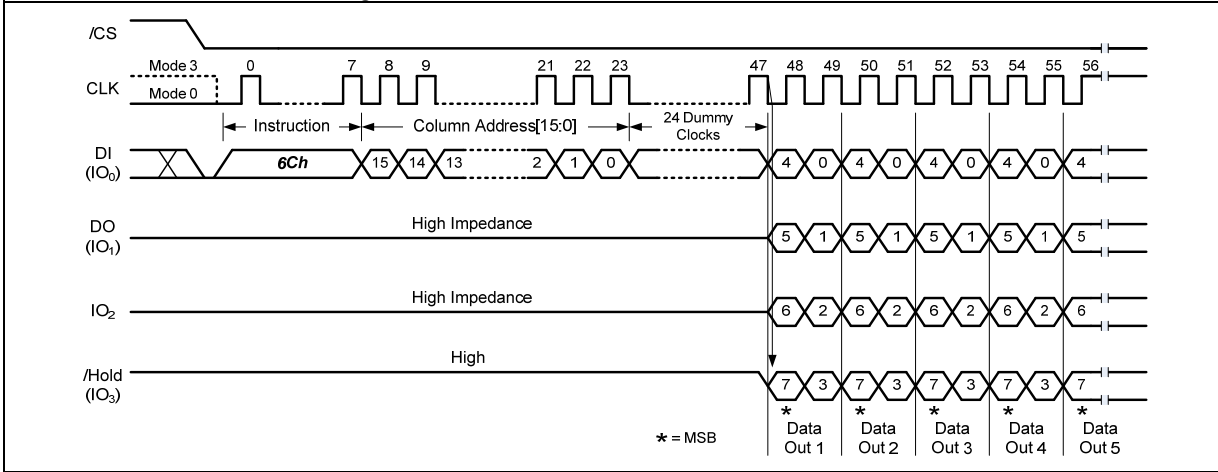 /CS
Mode 3 0 7 8 9 21 22 23 47 48 49 50 51 52 53 54 55 56
CLK
Mode 0
Instruction Column Address[15:0] 24 Dummy
Clocks
DI
(IO0)
6Ch 15 14 13 2 1 0 4 0 4 0 4 0 4 0 4
DO
(IO1)
High Impedance
5 1 5 1 5 1 5 1 5
IO2
High Impedance
6 2 6 2 6 2 6 2 6
/Hold
(IO3)
High
7 3 7 3 7 3 7 3 7
* * * * *
* = MSB
Data
Out 1
Data
Out 2
Data
Out 3
Data
Out 4
Data
Out 5